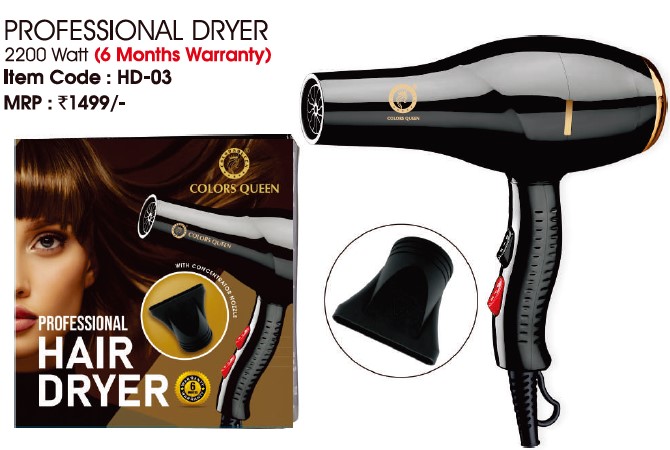 PROFESSIONAL DRYER
2200 Watt (6 Months Warranty)
Item Code : HD-03
MRP : ₹1499/-
COLORS QUEEN
COLORS QUEEN
COLORS QUEEN
WITH CONCENTRATOR NOZZLE
PROFESSIONAL
HAIR
DRYER
6